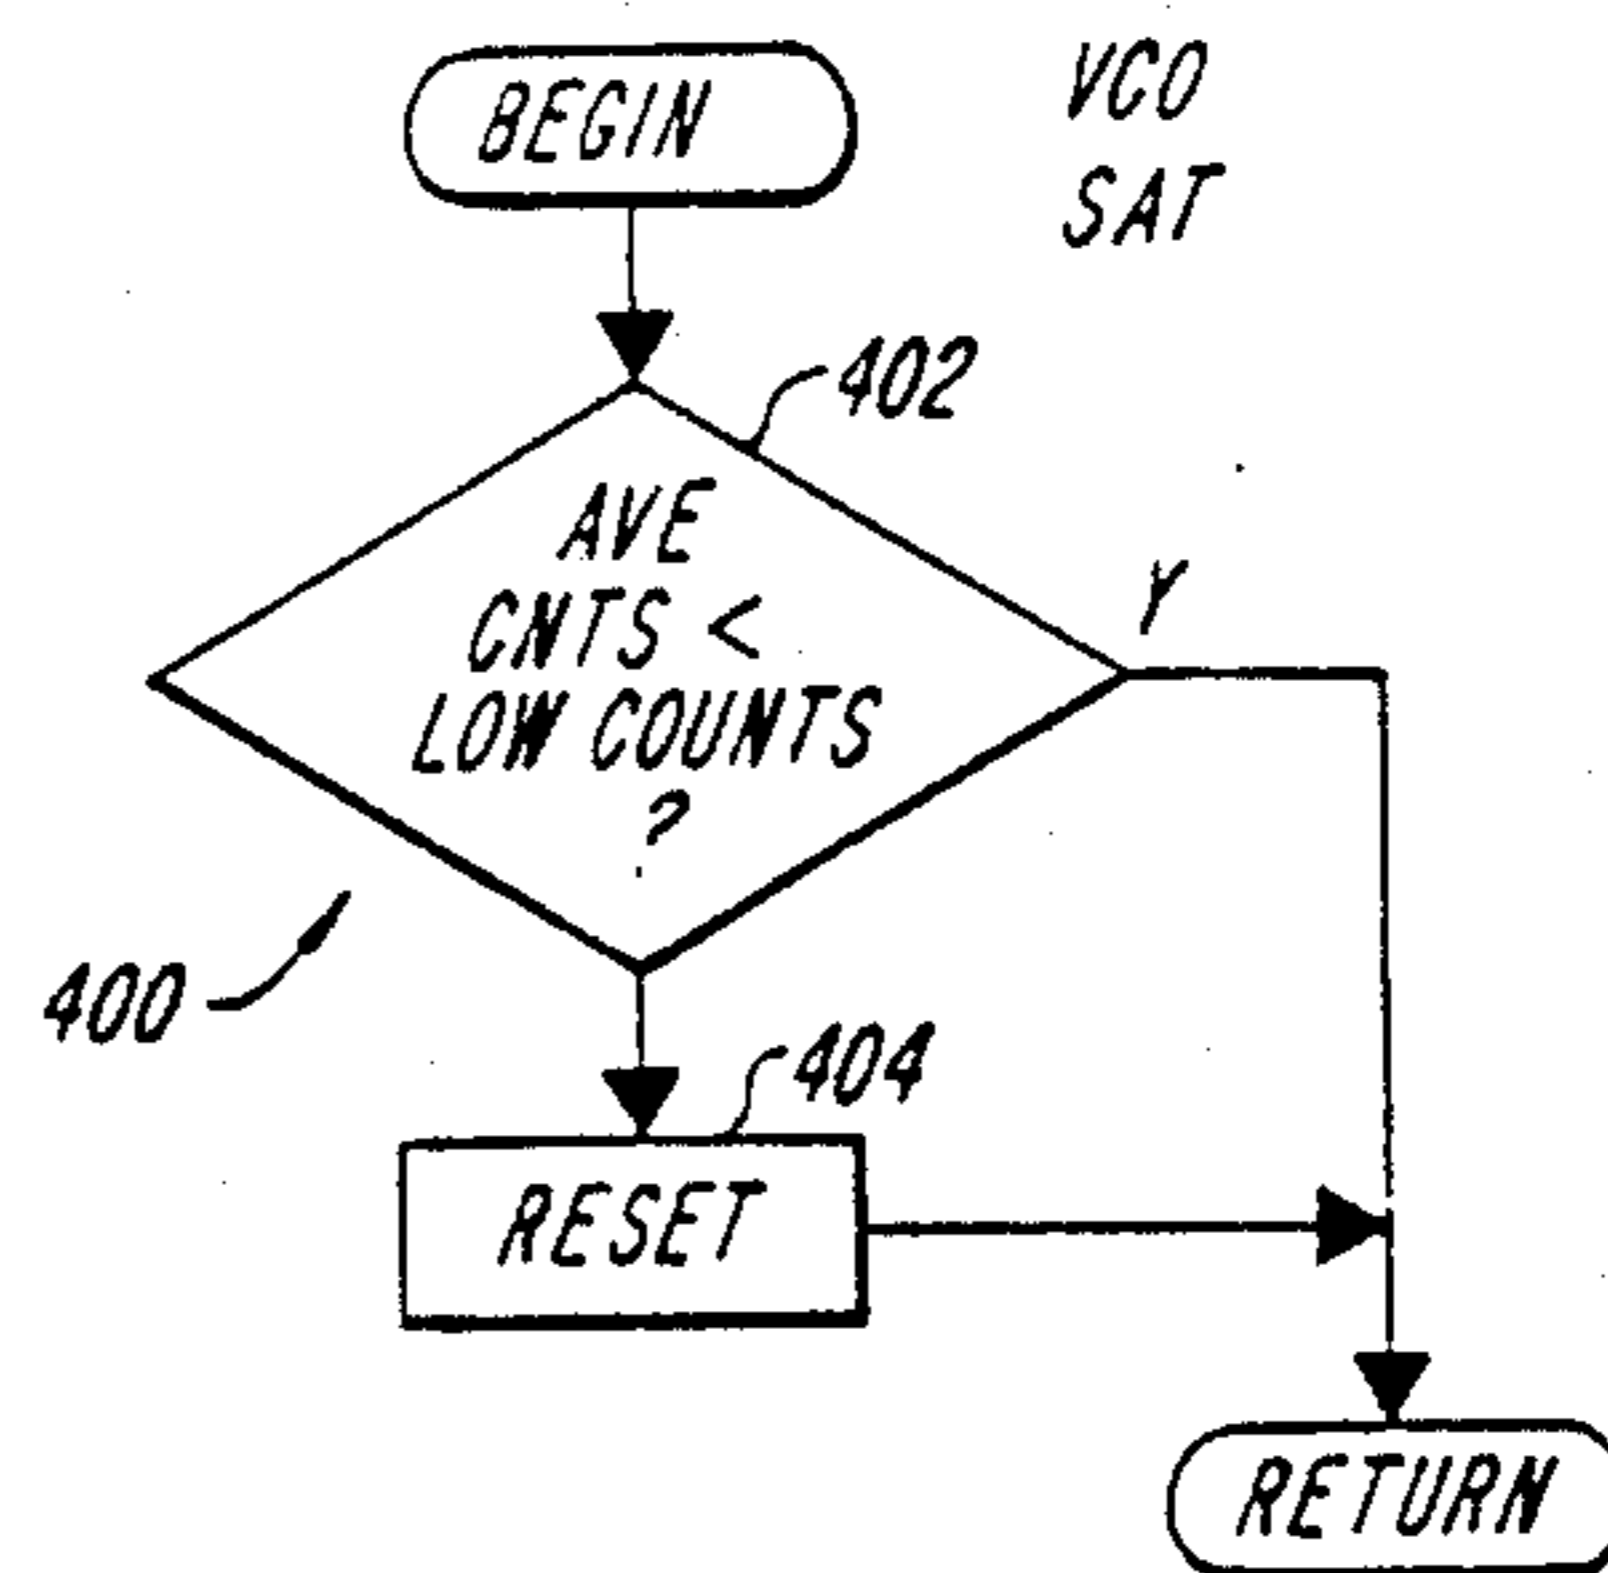 BEGIN
VCO
SAT
402
AVE
CNTS <
LOW COUNTS
?
Y
400
404
RESET
RETURN